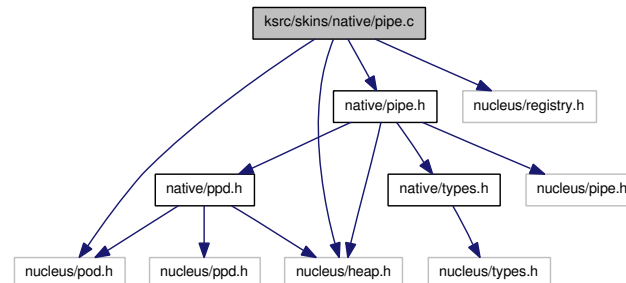 ksrc/skins/native/pipe.c
native/pipe.h
nucleus/registry.h
native/ppd.h
native/types.h
nucleus/pipe.h
nucleus/pod.h
nucleus/ppd.h
nucleus/heap.h
nucleus/types.h